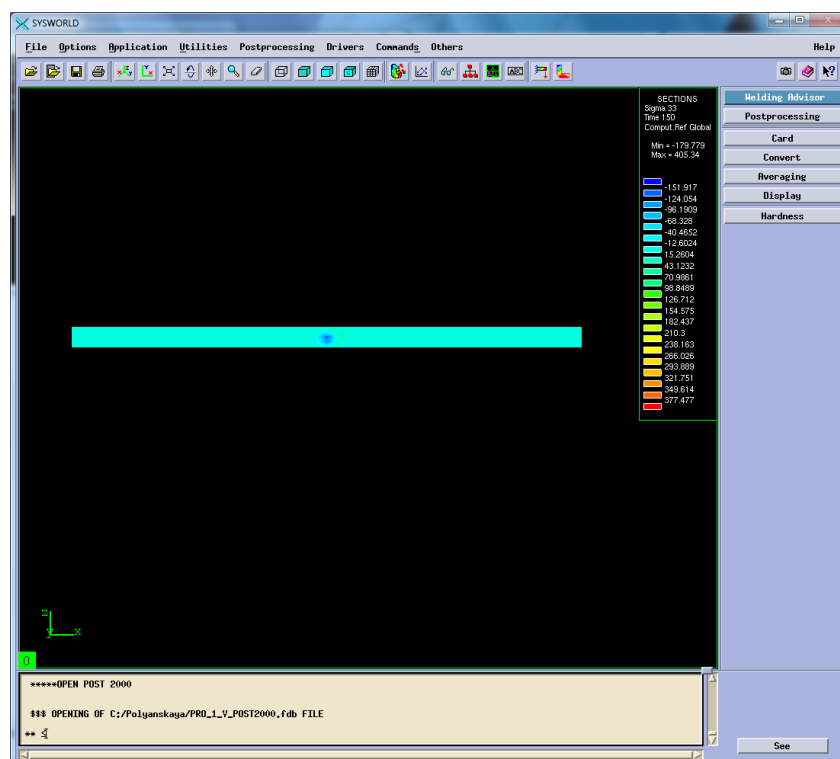 SYSWORLD
File Options Application Utilities Postprocessing Drivers Commands Others Help
ABC
SECTIONS
Sigma 33
Time 150
Comput.Ref Global
Min = -179.779
Max = 405.34
-151.917
-124.054
-96.1909
-68.328
-40.4652
-12.6024
15.2604
43.1232
70.9861
98.8489
126.712
154.575
182.437
210.3
238.163
266.026
293.889
321.751
349.614
377.477
Welding Advisor
Postprocessing
Card
Convert
Averaging
Display
Hardness
z
y x
0
*****OPEN POST 2000
$$$ OPENING OF C:/Polyanskaya/PRO_1_V_POST2000.fdb FILE
**
See